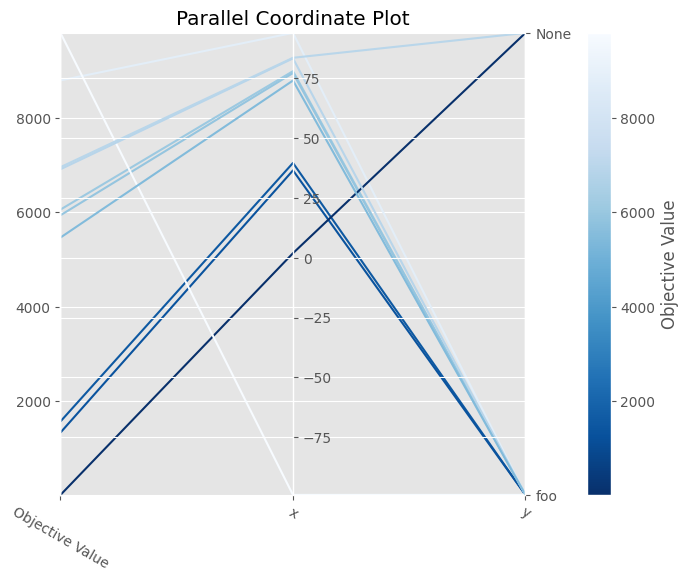 Parallel Coordinate Plot
None
75
8000
8000
50
6000
25
6000
0
Objective Value
4000
−25
4000
−50
2000
2000
−75
foo
Objective Value
x
y